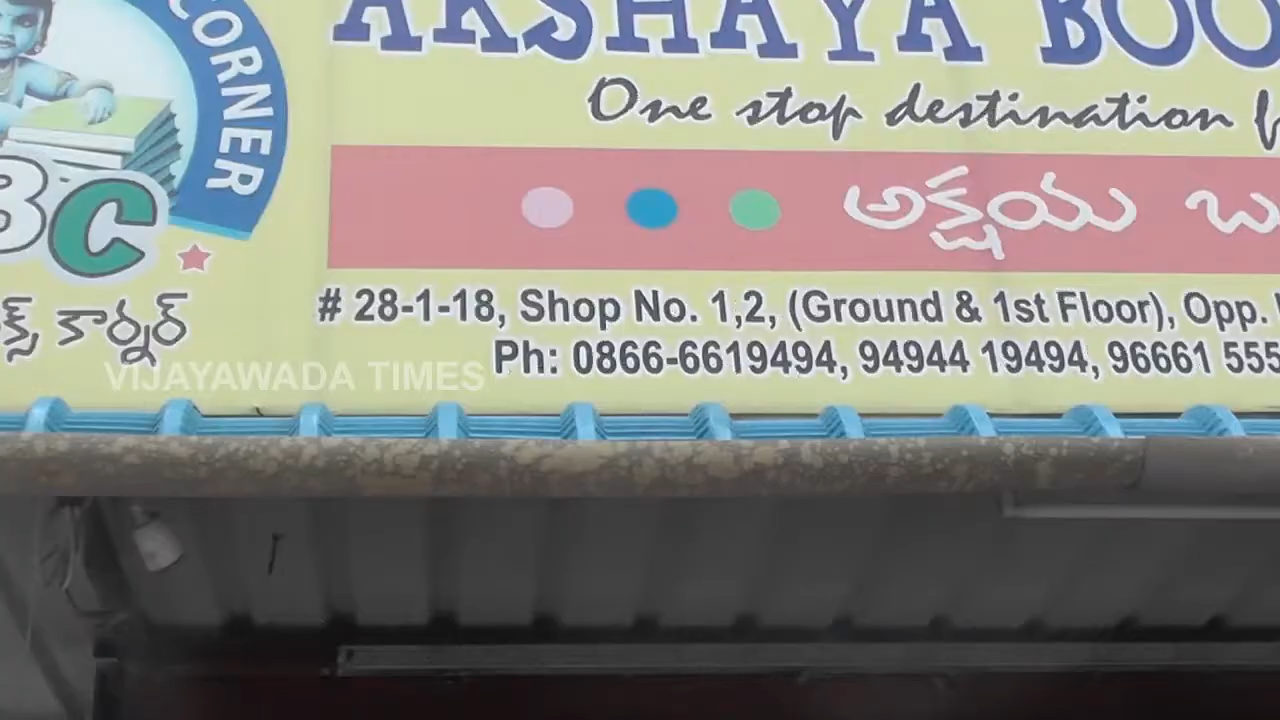 CORNER
AKSHAYA
One stop destination
అక్షయ
BC
# 28-1-18, Shop No. 1,2, (Ground & 1st Floor), Opp.
కార్నర్
Ph: 0866-6619494, 94944 19494, 96661 555
VIJAYAWADA TIMES